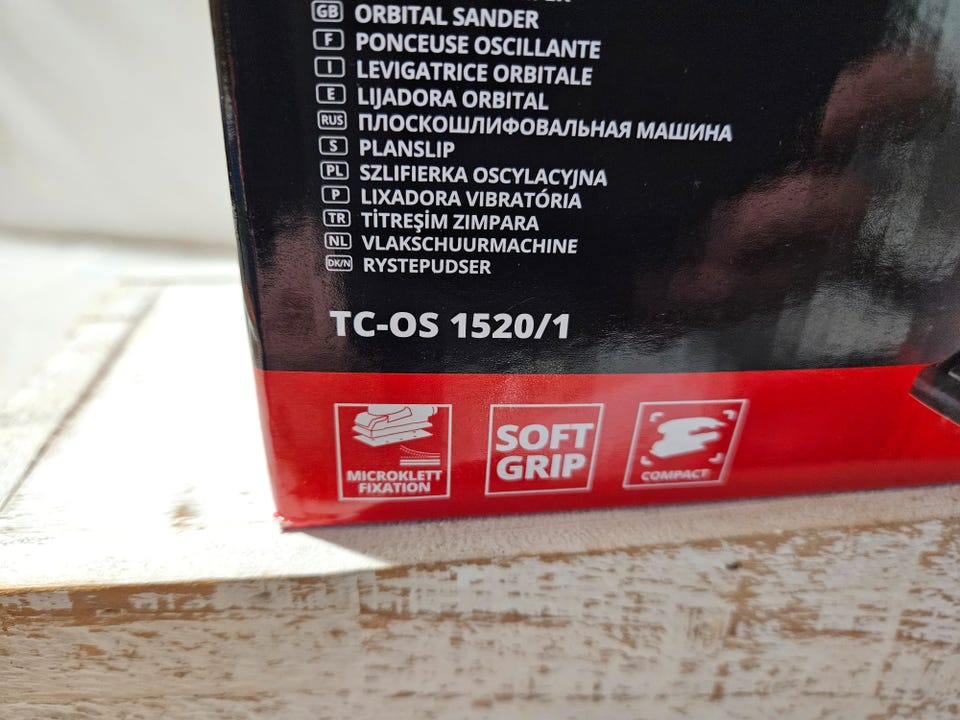 GB ORBITAL SANDER
F PONCEUSE OSCILLANTE
I LEVIGATRICE ORBITALE
E LIJADORA ORBITAL
RUS ПЛОСКОШЛИФОВАЛЬНАЯ МАШИНА
S PLANSLIP
PL SZLIFIERKA OSCYLACYJNA
P LIXADORA VIBRATÓRIA
TR TİTREŞİM ZIMPARA
NL VLAKSCHUURMACHINE
DK/N RYSTEPUDSER
TC-OS 1520/1
MICROKLETT
FIXATION
SOFT
GRIP
COMPACT